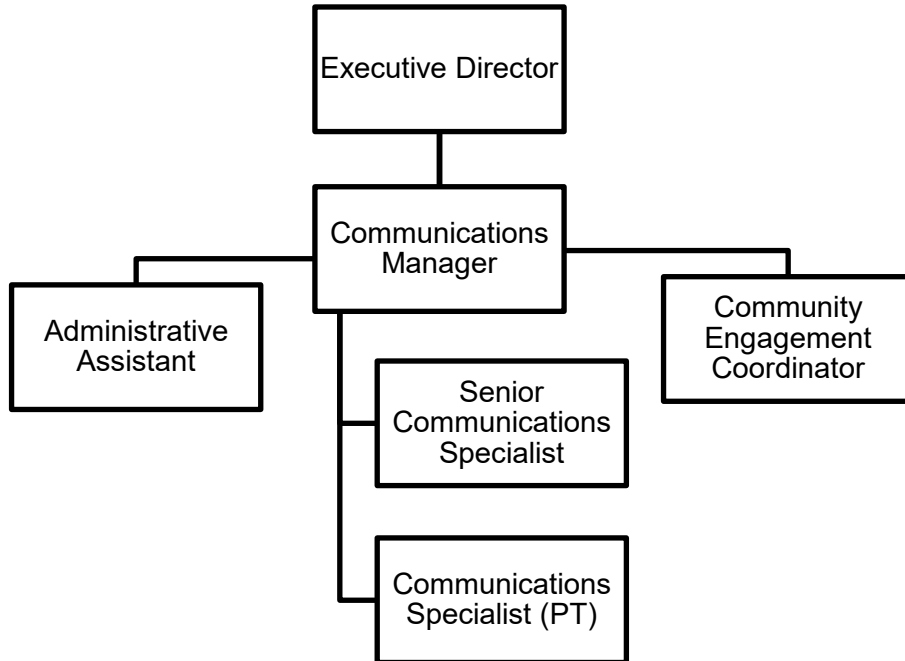 Executive Director
Communications
Manager
Administrative
Assistant
Community
Engagement
Coordinator
Senior
Communications
Specialist
Communications
Specialist (PT)